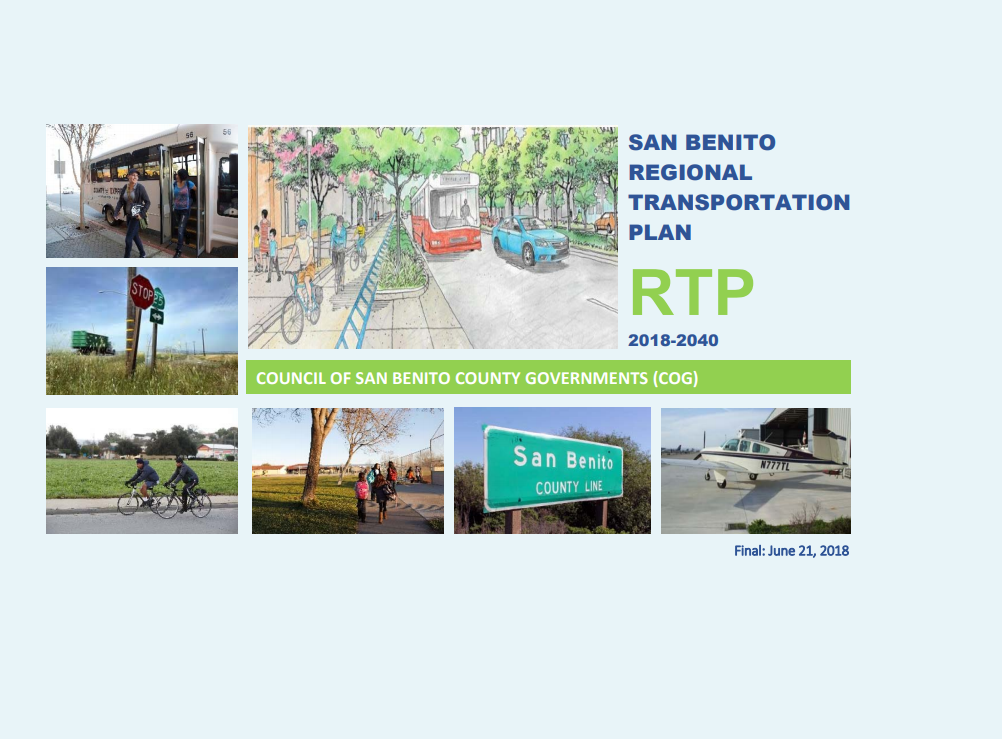 SAN BENITO
REGIONAL
TRANSPORTATION
PLAN
RTP
2018-2040
COUNCIL OF SAN BENITO COUNTY GOVERNMENTS (COG)
STOP
25
San Benito
COUNTY LINE
N777TL
Final: June 21, 2018